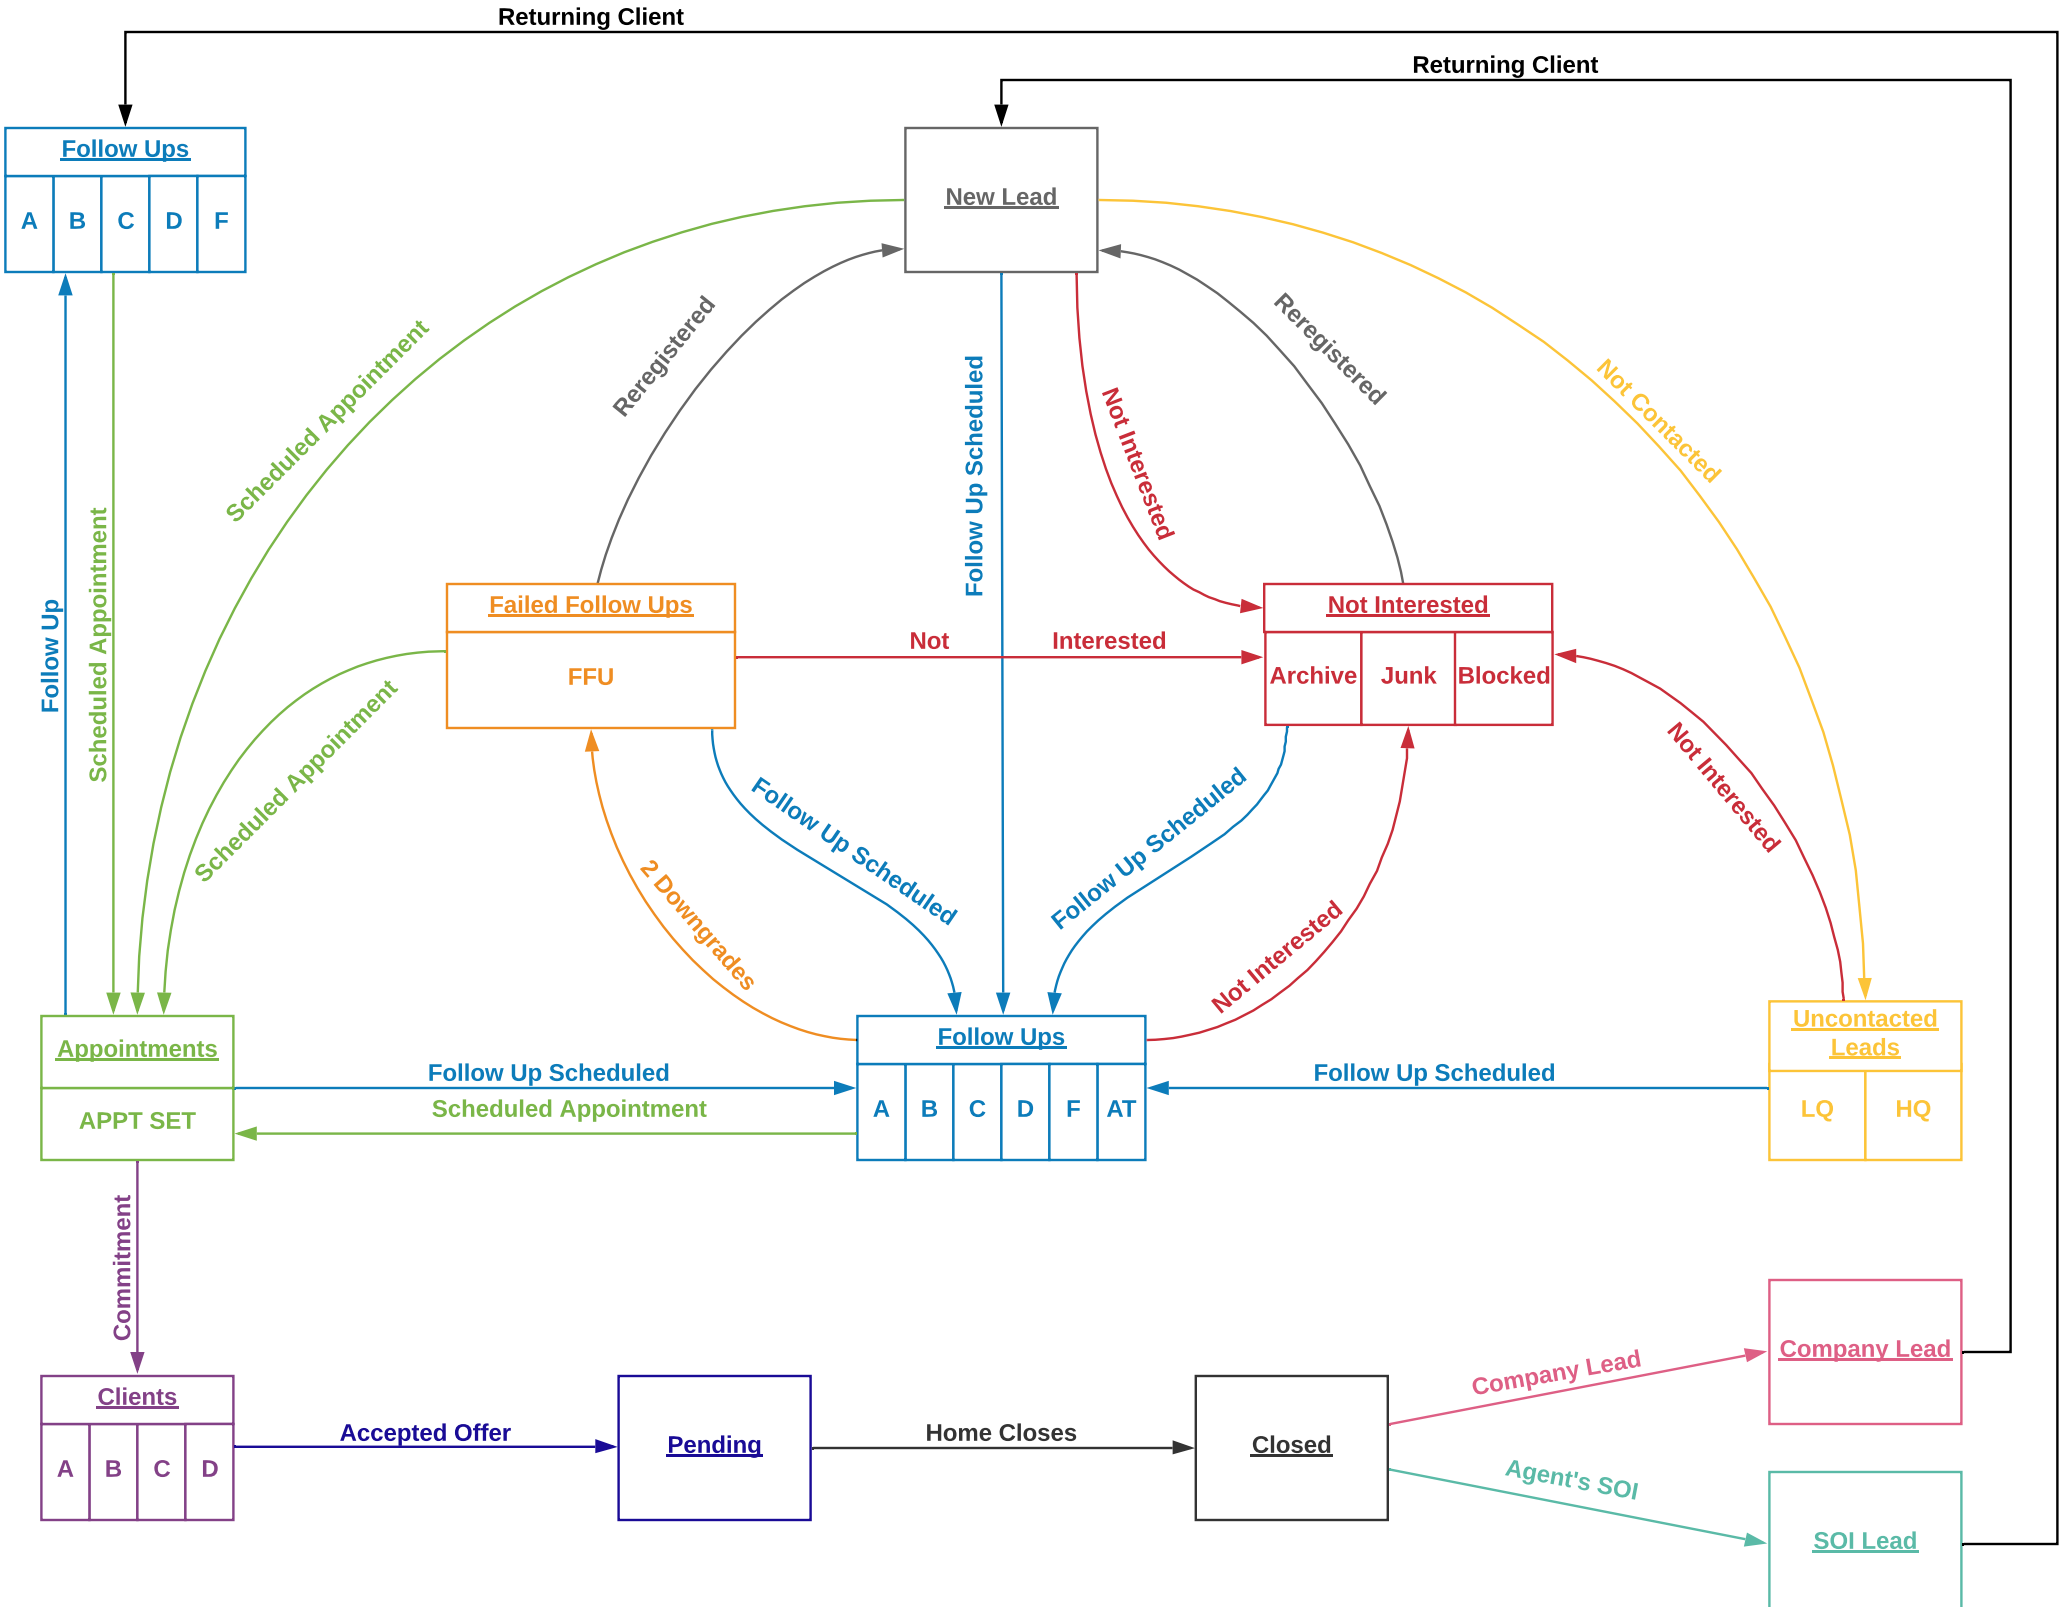 Returning Client
Returning Client
Follow Ups
A B C D F
New Lead
Scheduled Appointment
Reregistered
Follow Up Scheduled
Not Interested
Reregistered
Not Contacted
Follow Up
Scheduled Appointment
Failed Follow Ups
FFU
Not Interested
Not Interested
Archive Junk Blocked
Scheduled Appointment
2 Downgrades
Follow Up Scheduled
Follow Up Scheduled
Not Interested
Not Interested
Appointments
APPT SET
Follow Up Scheduled
Scheduled Appointment
Follow Ups
A B C D F AT
Follow Up Scheduled
Uncontacted
Leads
LQ HQ
Commitment
Clients
A B C D
Accepted Offer
Pending
Home Closes
Closed
Company Lead
Company Lead
Agent's SOI
SOI Lead